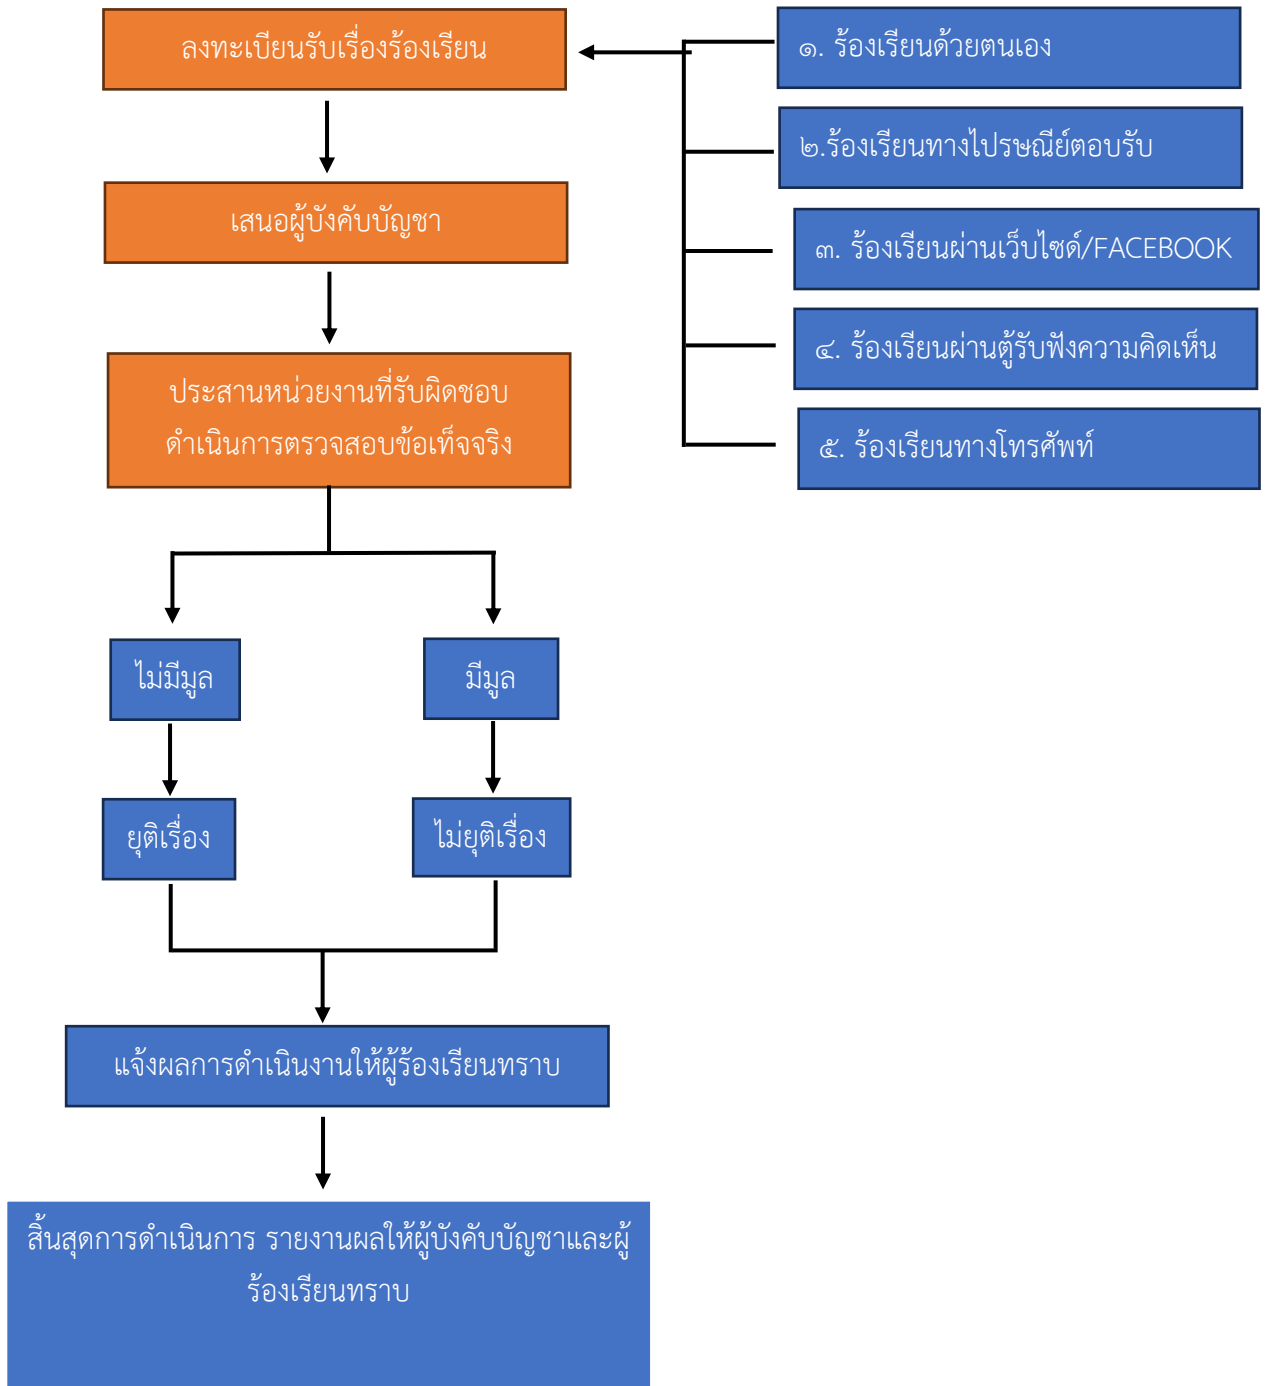 ลงทะเบียนรับเรื่องร้องเรียน
๑. ร้องเรียนด้วยตนเอง
๒.ร้องเรียนทางไปรษณีย์ตอบรับ
๓. ร้องเรียนผ่านเว็บไซด์/FACEBOOK
๔. ร้องเรียนผ่านตู้รับฟังความคิดเห็น
๕. ร้องเรียนทางโทรศัพท์
เสนอผู้บังคับบัญชา
ประสานหน่วยงานที่รับผิดชอบ
ดำเนินการตรวจสอบข้อเท็จจริง
ไม่มีมูล
มีมูล
ยุติเรื่อง
ไม่ยุติเรื่อง
แจ้งผลการดำเนินงานให้ผู้ร้องเรียนทราบ
สิ้นสุดการดำเนินการ รายงานผลให้ผู้บังคับบัญชาและผู้
ร้องเรียนทราบ